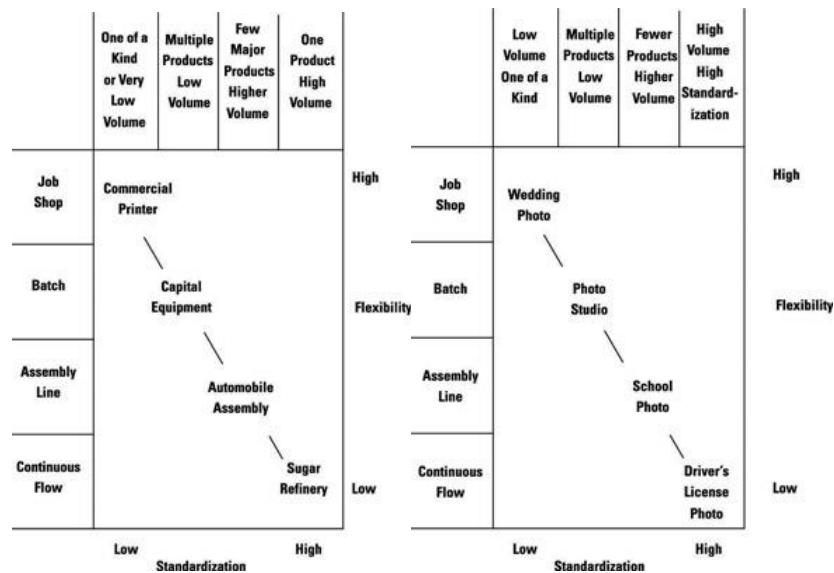 One of a
Kind
or Very
Low
Volume
Multiple
Products
Low
Volume
Few
Major
Products
Higher
Volume
One
Product
High
Volume
Job
Shop
Commercial
Printer
High
Batch
Capital
Equipment
Flexibility
Assembly
Line
Automobile
Assembly
Continuous
Flow
Sugar
Refinery
Low
Low
High
Standardization
Low
Volume
One of a
Kind
Multiple
Products
Low
Volume
Fewer
Products
Higher
Volume
High
Volume
High
Standard-
ization
Job
Shop
Wedding
Photo
High
Batch
Photo
Studio
Flexibility
Assembly
Line
School
Photo
Continuous
Flow
Driver's
License
Photo
Low
Low
High
Standardization